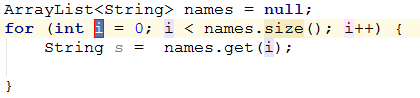 ArrayList<String> names = null;
for (int i = 0; i < names.size(); i++) {
    String s =  names.get(i);
}